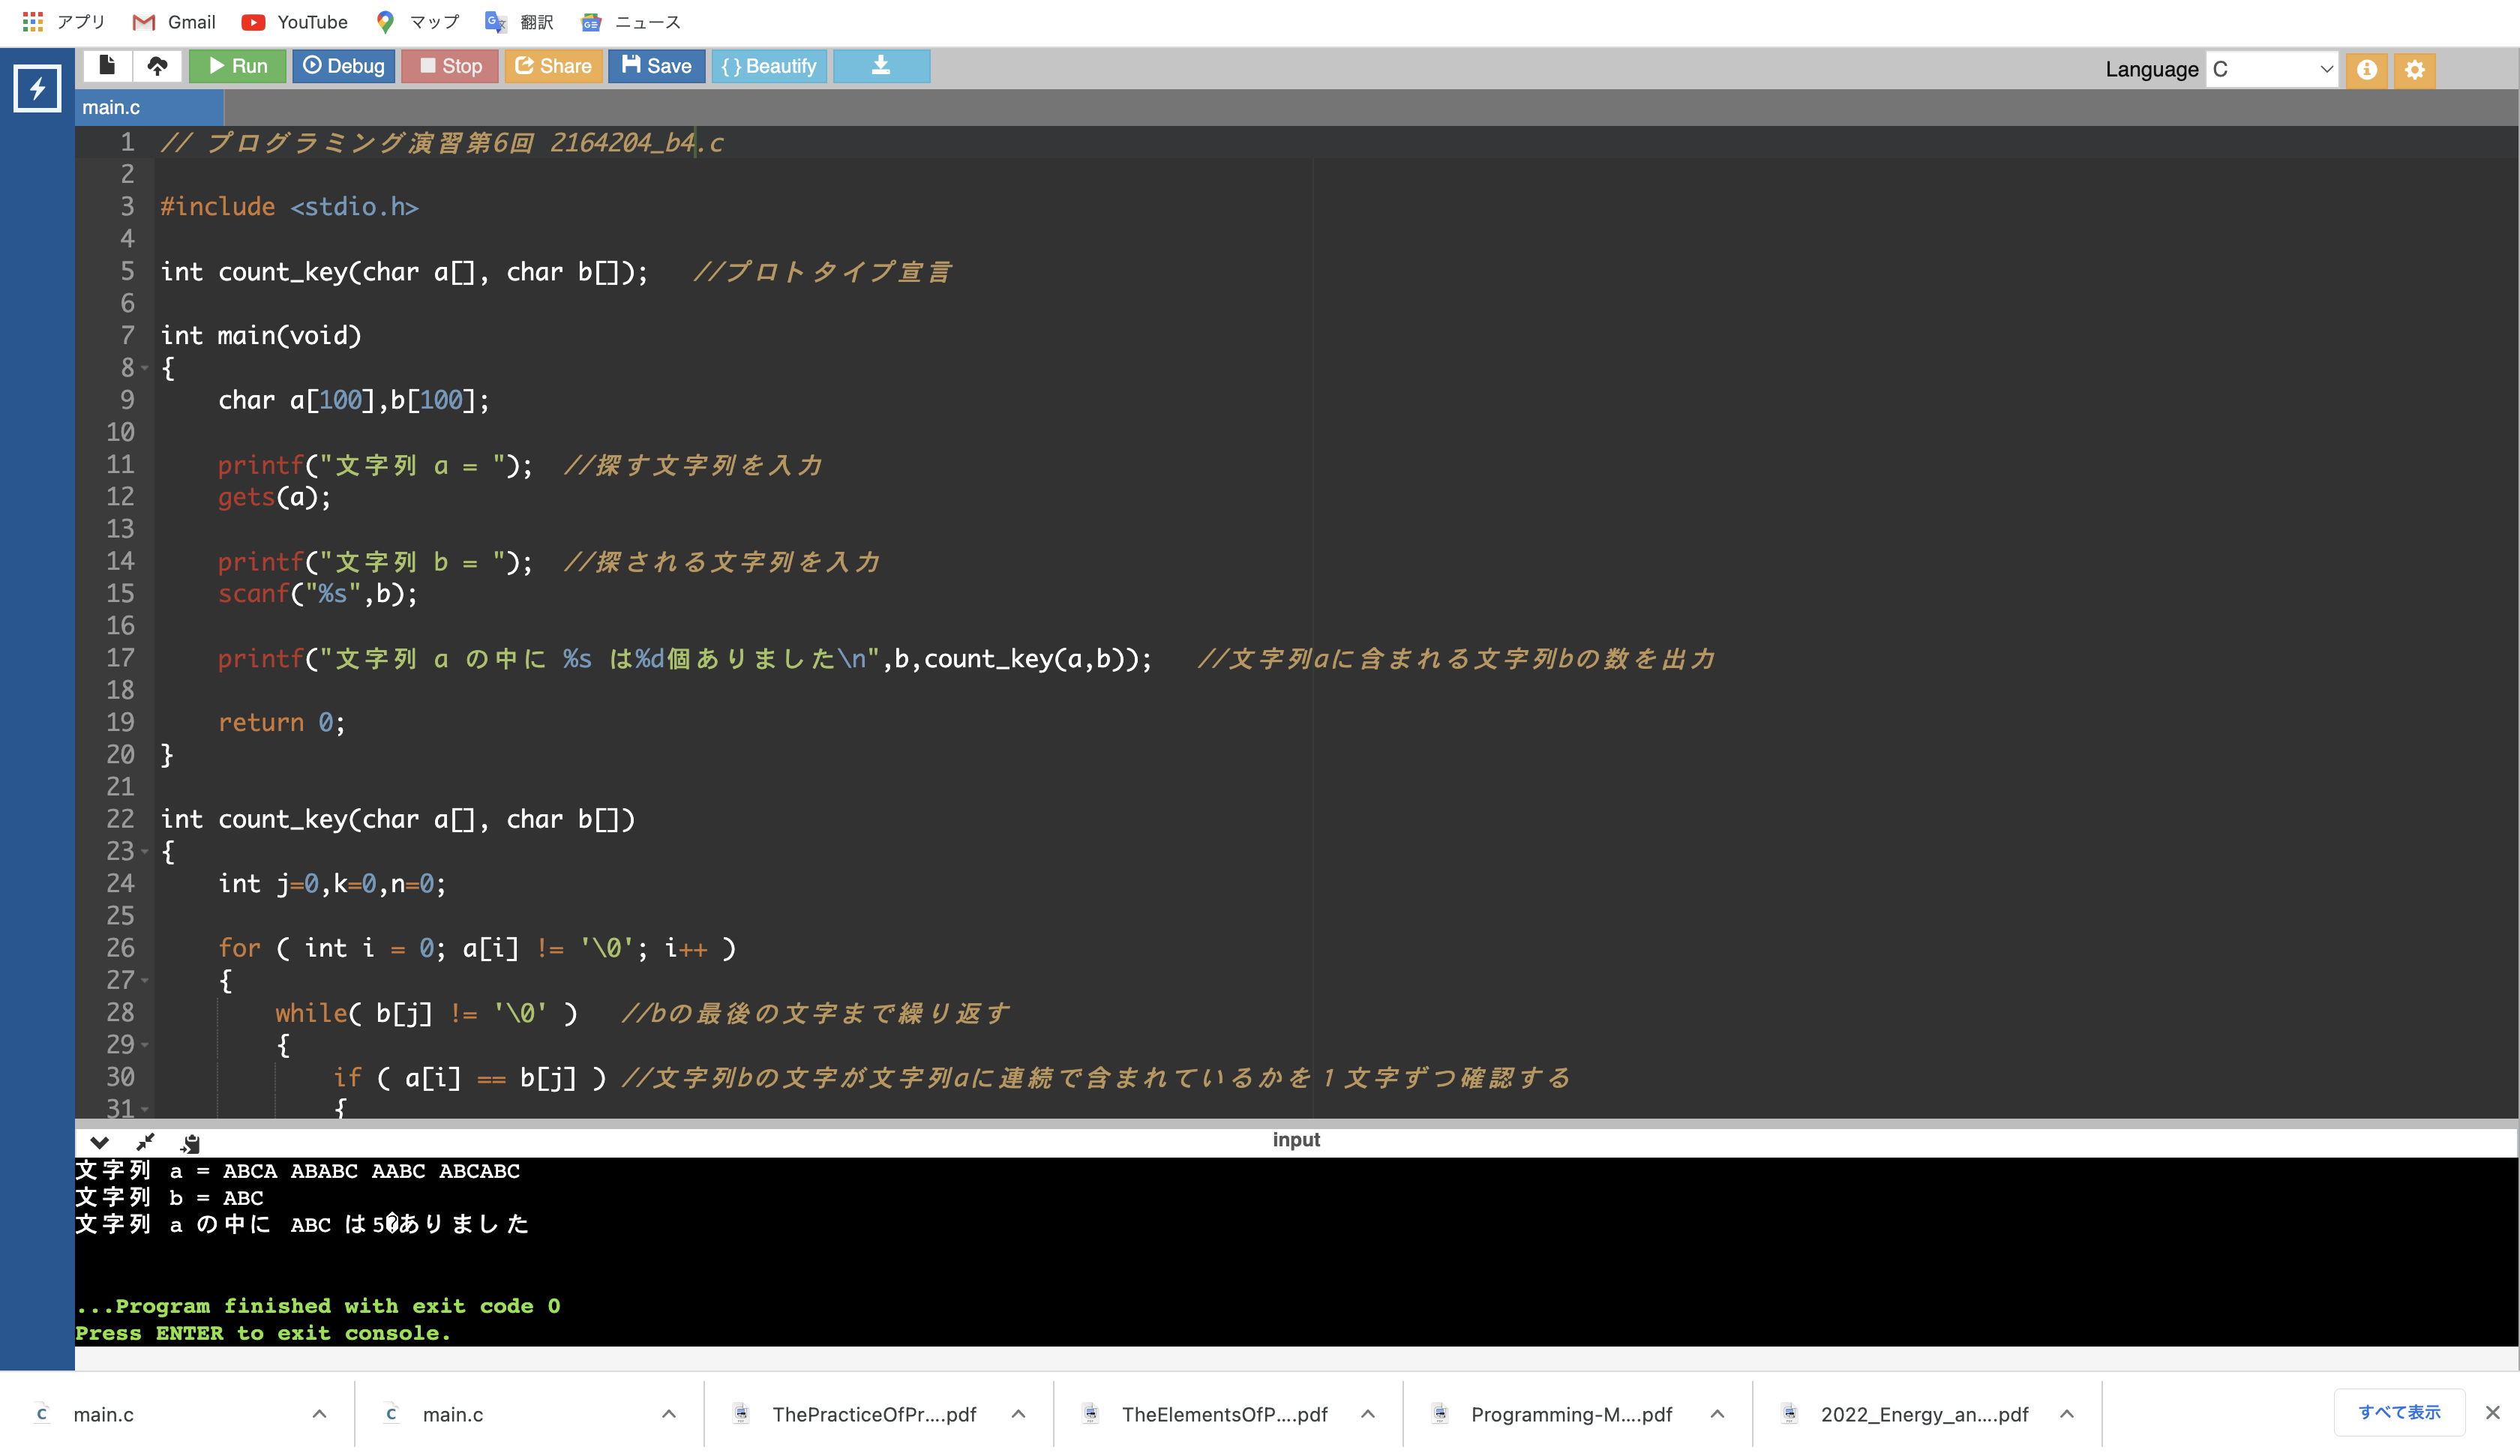 アプリ Gmail YouTube マップ 翻訳 ニュース
Run Debug Stop Share Save { } Beautify Language C
main.c
1 // プログラミング演習第6回 2164204_b4.c
2
3 #include <stdio.h>
4
5 int count_key(char a[], char b[]); //プロトタイプ宣言
6
7 int main(void)
8 {
9 char a[100],b[100];
10
11 printf("文字列 a = "); //探す文字列を入力
12 gets(a);
13
14 printf("文字列 b = "); //探される文字列を入力
15 scanf("%s",b);
16
17 printf("文字列 a の中に %s は%d個ありました\n",b,count_key(a,b)); //文字列aに含まれる文字列bの数を出力
18
19 return 0;
20 }
21
22 int count_key(char a[], char b[])
23 {
24 int j=0,k=0,n=0;
25
26 for ( int i = 0; a[i] != '\0'; i++ )
27 {
28 while( b[j] != '\0' ) //bの最後の文字まで繰り返す
29 {
30 if ( a[i] == b[j] ) //文字列bの文字が文字列aに連続で含まれているかを１文字ずつ確認する
31 {
input
文字列 a = ABCA ABABC AABC ABCABC
文字列 b = ABC
文字列 a の中に ABC は5�ありました
...Program finished with exit code 0
Press ENTER to exit console.
main.c main.c ThePracticeOfPr....pdf TheElementsOfP....pdf Programming-M....pdf 2022_Energy_an....pdf すべて表示